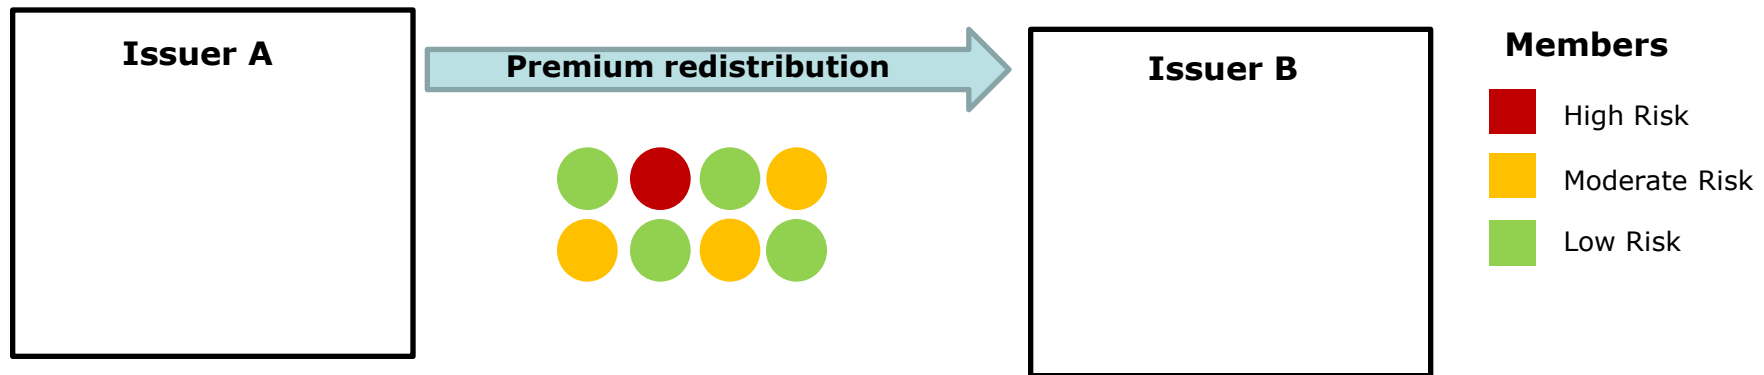 Issuer A
Premium redistribution
Issuer B
Members
High Risk
Moderate Risk
Low Risk